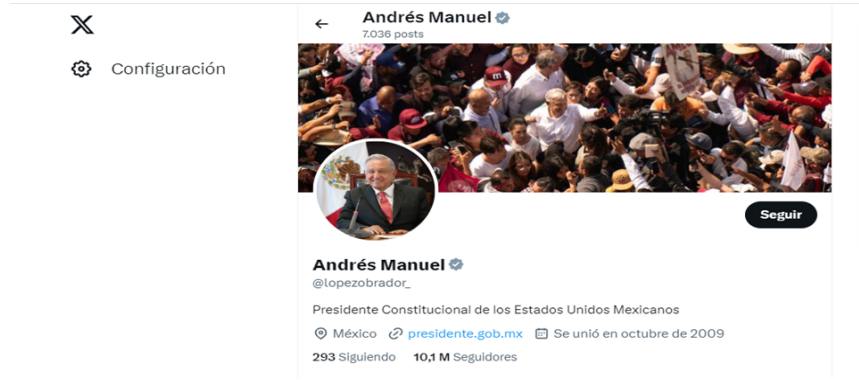 Andrés Manuel
7.036 posts
Configuración
Seguir
Andrés Manuel
@lopezobrador_
Presidente Constitucional de los Estados Unidos Mexicanos
México presidente.gob.mx Se unió en octubre de 2009
293 Siguiendo 10,1 M Seguidores